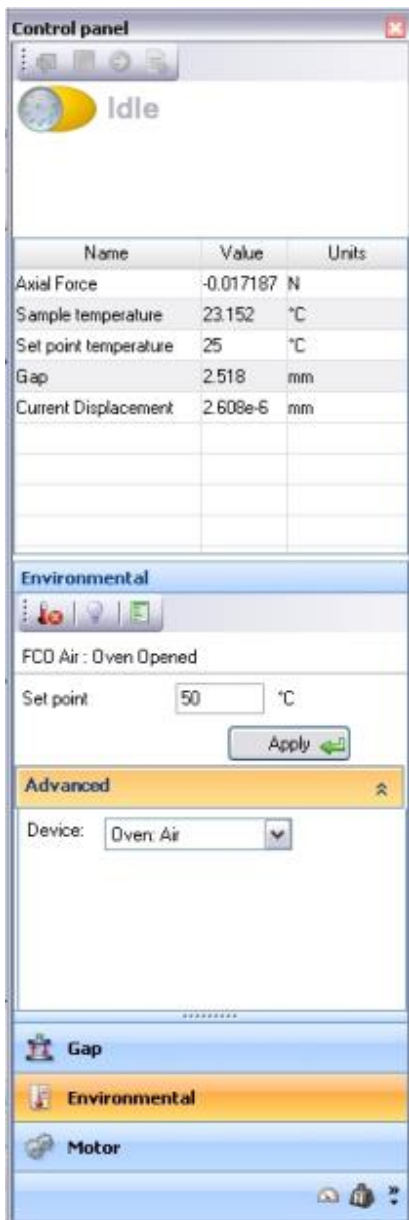 Control panel
Idle
Name Value Units
Axial Force -0.017187 N
Sample temperature 23.152 °C
Set point temperature 25 °C
Gap 2.518 mm
Current Displacement 2.608e-6 mm
Environmental
FCO Air : Oven Opened
Set point 50 °C
Apply
Advanced
Device: Oven: Air
Gap
Environmental
Motor